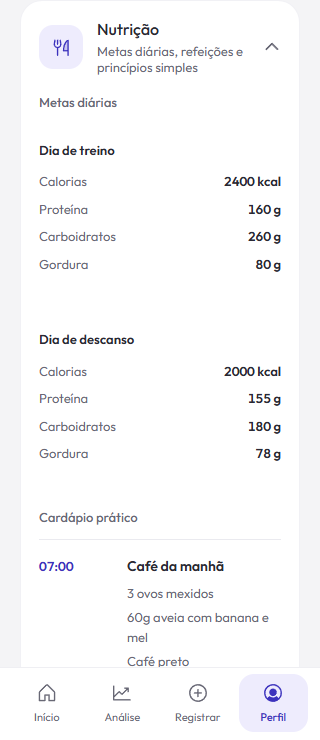 Nutrição
Metas diárias, refeições e
princípios simples
Metas diárias
Dia de treino
Calorias 2400 kcal
Proteína 160 g
Carboidratos 260 g
Gordura 80 g
Dia de descanso
Calorias 2000 kcal
Proteína 155 g
Carboidratos 180 g
Gordura 78 g
Cardápio prático
07:00 Café da manhã
3 ovos mexidos
60g aveia com banana e
mel
Café preto
Início Análise Registrar Perfil